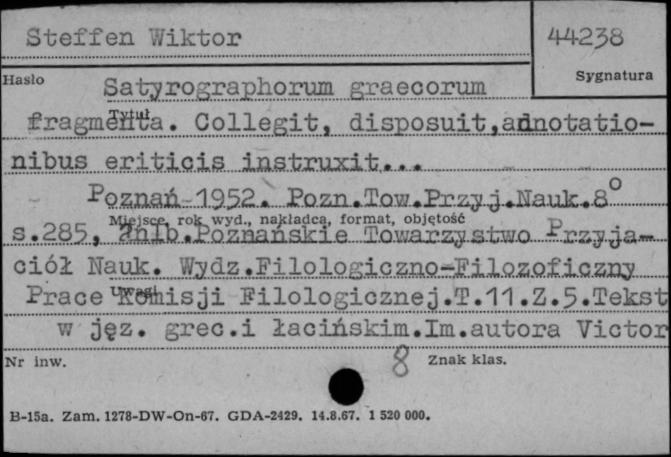 Steffen Wiktor
44238
Hasło
Sygnatura
Satyrographorum graecorum
Tytuł
fragmenta. Collegit, disposuit,adnotatio-
nibus eriticis instruxit...
Poznań 1952. Pozn.Tow.Przyj.Nauk.8°
Miejsce, rok wyd., nakładca, format, objętość
s.285, 2nlb.Poznańskie Towarzystwo Przyja-
ciół Nauk. Wydz.Filologiczno-Filozoficzny
Uwagi
Prace Komisji Filologicznej.T.11.Z.5.Tekst
w jęz. grec.i łacińskim.Im.autora Victor
Nr inw.
8
Znak klas.
B-15a. Zam. 1278-DW-On-67. GDA-2429. 14.8.67. 1 520 000.